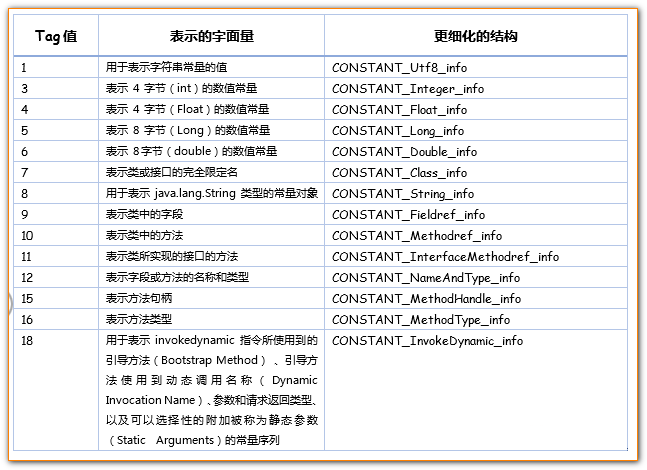 Tag值 表示的字面量 更细化的结构
1 用于表示字符串常量的值 CONSTANT_Utf8_info
3 表示 4 字节（int）的数值常量 CONSTANT_Integer_info
4 表示 4 字节（Float）的数值常量 CONSTANT_Float_info
5 表示 8 字节（Long）的数值常量 CONSTANT_Long_info
6 表示 8字节（double）的数值常量 CONSTANT_Double_info
7 表示类或接口的完全限定名 CONSTANT_Class_info
8 用于表示 java.lang.String 类型的常量对象 CONSTANT_String_info
9 表示类中的字段 CONSTANT_Fieldref_info
10 表示类中的方法 CONSTANT_Methodref_info
11 表示类所实现的接口的方法 CONSTANT_InterfaceMethodref_info
12 表示字段或方法的名称和类型 CONSTANT_NameAndType_info
15 表示方法句柄 CONSTANT_MethodHandle_info
16 表示方法类型 CONSTANT_MethodType_info
18 用于表示 invokedynamic 指令所使用到的 CONSTANT_InvokeDynamic_info
引导方法（Bootstrap Method）、引导方
法使用到动态调用名称（Dynamic
Invocation Name）、参数和请求返回类型、
以及可以选择性的附加被称为静态参数
（Static Arguments）的常量序列